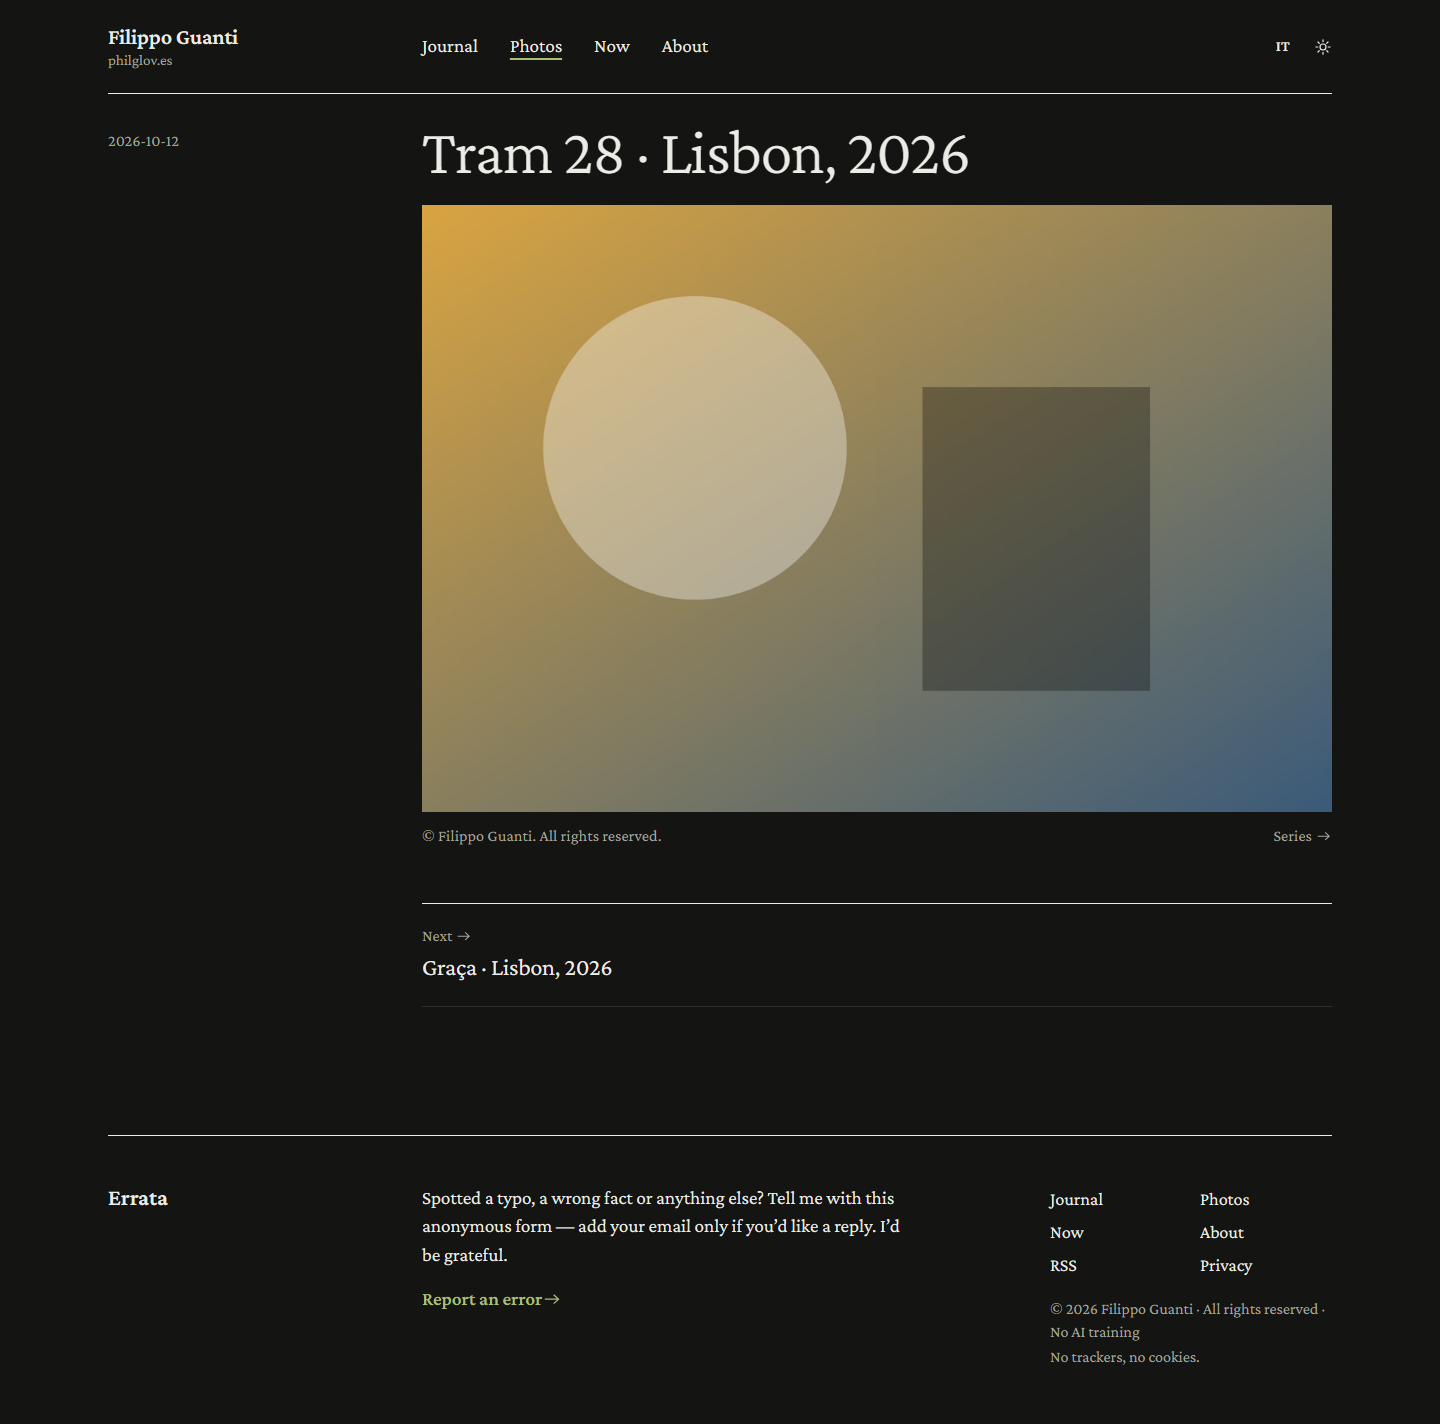 Filippo Guanti
philglov.es
Journal Photos Now About
IT
2026-10-12
Tram 28 · Lisbon, 2026
© Filippo Guanti. All rights reserved.
Series →
Next →
Graça · Lisbon, 2026
Errata
Spotted a typo, a wrong fact or anything else? Tell me with this
anonymous form — add your email only if you’d like a reply. I’d
be grateful.
Report an error→
Journal Photos
Now About
RSS Privacy
© 2026 Filippo Guanti · All rights reserved ·
No AI training
No trackers, no cookies.